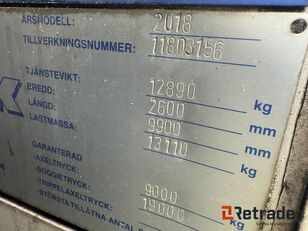 ÅRSMODELL: 2018
TILLVERKNINGSNUMMER: 11803156
TJÄNSTEVIKT: 12890 kg
BREDD: 2600 mm
LÄNGD: 9900 mm
LASTMASSA: 13110 kg
GARANTERAD
-AXELTRYCK:
-BOGGIETRYCK: 9000
-TRIPPELAXELTRYCK: 19000
-STÖRSTA TILLÅTNA ANTAL
Retrade